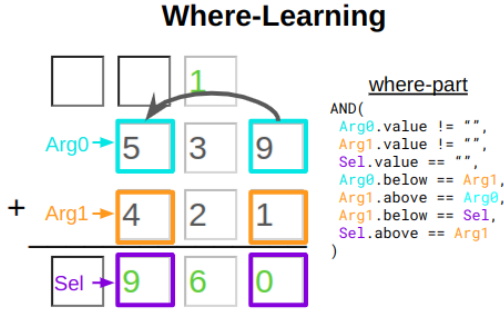 Where-Learning
1
Arg0 5 3 9
+ Arg1 4 2 1
Sel 9 6 0
where-part
AND(
Arg0.value != "",
Arg1.value != "",
Sel.value == "",
Arg0.below == Arg1,
Arg1.above == Arg0,
Arg1.below == Sel,
Sel.above == Arg1
)